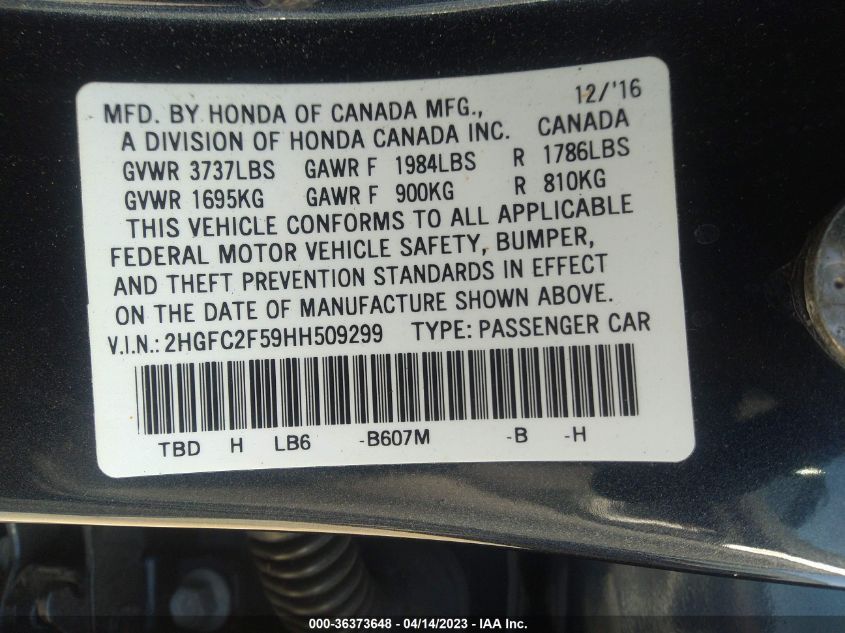 MFD. BY HONDA OF CANADA MFG., 12/'16
A DIVISION OF HONDA CANADA INC. CANADA
GVWR 3737LBS GAWR F 1984LBS R 1786LBS
GVWR 1695KG GAWR F 900KG R 810KG
THIS VEHICLE CONFORMS TO ALL APPLICABLE
FEDERAL MOTOR VEHICLE SAFETY, BUMPER,
AND THEFT PREVENTION STANDARDS IN EFFECT
ON THE DATE OF MANUFACTURE SHOWN ABOVE.
V.I.N.: 2HGFC2F59HH509299 TYPE: PASSENGER CAR
TBD H LB6 -B607M -B -H
000-36373648 - 04/14/2023 - IAA Inc.